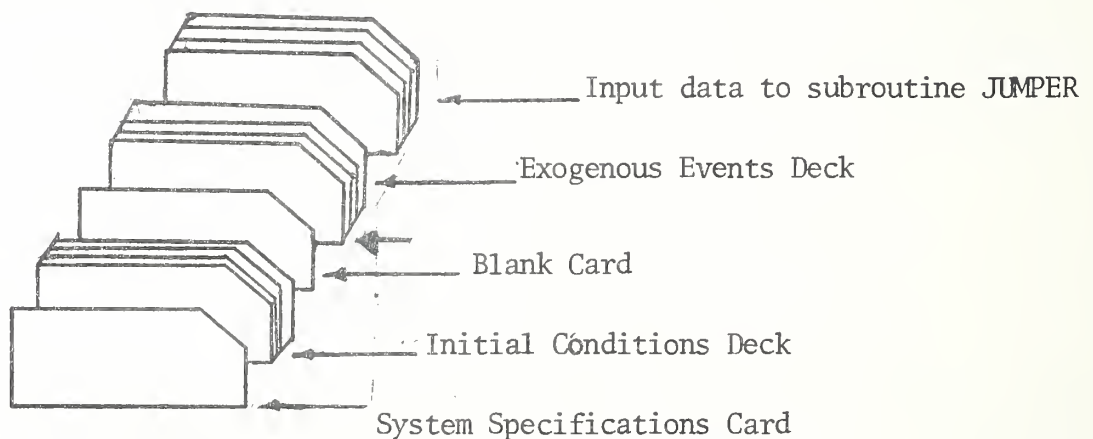 Input data to subroutine JUMPER
Exogenous Events Deck
Blank Card
Initial Conditions Deck
System Specifications Card